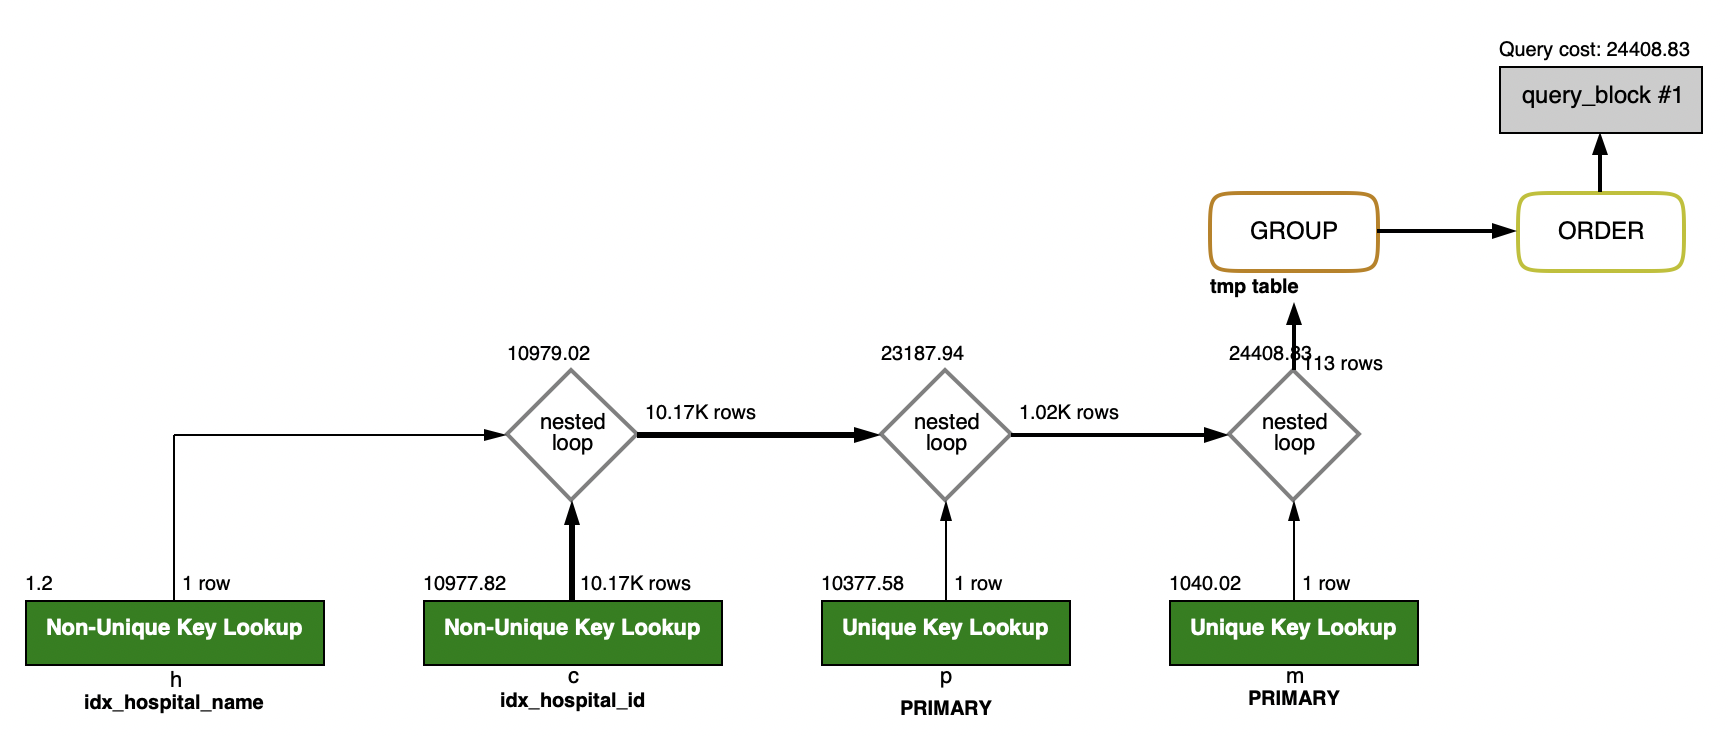 Query cost: 24408.83
query_block #1
GROUP
ORDER
tmp table
10979.02
23187.94
24408.83
113 rows
nested
loop
10.17K rows
nested
loop
1.02K rows
nested
loop
1.2
1 row
10977.82
10.17K rows
10377.58
1 row
1040.02
1 row
Non-Unique Key Lookup
Non-Unique Key Lookup
Unique Key Lookup
Unique Key Lookup
h
c
p
m
idx_hospital_name
idx_hospital_id
PRIMARY
PRIMARY